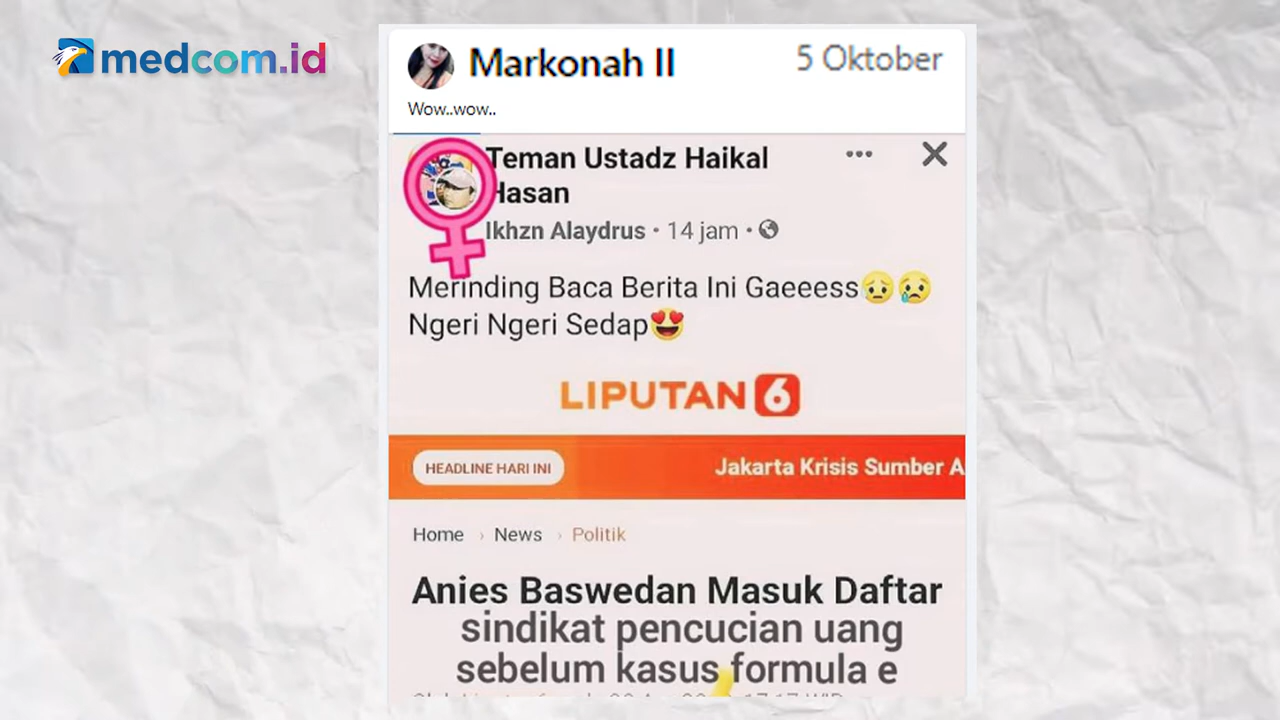 medcom.id
Markonah II
5 Oktober
Wow..wow..
Teman Ustadz Haikal
Hasan
Ikhzn Alaydrus · 14 jam ·
Merinding Baca Berita Ini Gaeeess😔😢
Ngeri Ngeri Sedap😍
LIPUTAN 6
HEADLINE HARI INI
Jakarta Krisis Sumber A
Home › News › Politik
Anies Baswedan Masuk Daftar
sindikat pencucian uang
sebelum kasus formula e